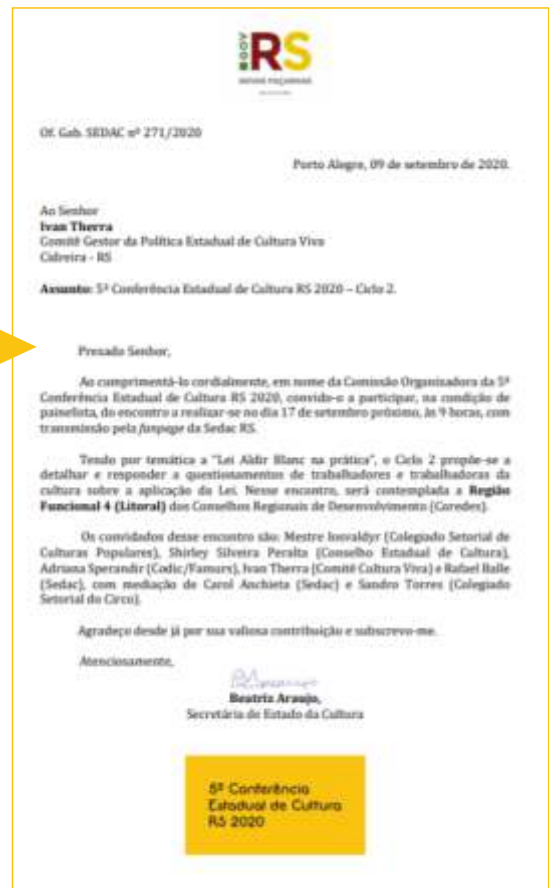 GOV
RS
NOVAS FAÇANHAS
Of. Gab. SEDAC nº 271/2020
Porto Alegre, 09 de setembro de 2020.
Ao Senhor
Ivan Therra
Comitê Gestor da Política Estadual de Cultura Viva
Cidreira - RS
Assunto: 5ª Conferência Estadual de Cultura RS 2020 – Ciclo 2.
Prezado Senhor,
Ao cumprimentá-lo cordialmente, em nome da Comissão Organizadora da 5ª
Conferência Estadual de Cultura RS 2020, convido-o a participar, na condição de
painelista, do encontro a realizar-se no dia 17 de setembro próximo, às 9 horas, com
transmissão pela fanpage da Sedac RS.
Tendo por temática a "Lei Aldir Blanc na prática", o Ciclo 2 propõe-se a
detalhar e responder a questionamentos de trabalhadores e trabalhadoras da
cultura sobre a aplicação da Lei. Nesse encontro, será contemplada a Região
Funcional 4 (Litoral) dos Conselhos Regionais de Desenvolvimento (Coredes).
Os convidados desse encontro são: Mestre Ivonaldyr (Colegiado Setorial de
Culturas Populares), Shirley Silveira Peralta (Conselho Estadual de Cultura),
Adriana Sperandir (Codic/Famurs), Ivan Therra (Comitê Cultura Viva) e Rafael Balle
(Sedac), com mediação de Carol Anchieta (Sedac) e Sandro Torres (Colegiado
Setorial do Circo).
Agradeço desde já por sua valiosa contribuição e subscrevo-me.
Atenciosamente,
Beatriz Araujo,
Secretária de Estado da Cultura
5ª Conferência
Estadual de Cultura
RS 2020